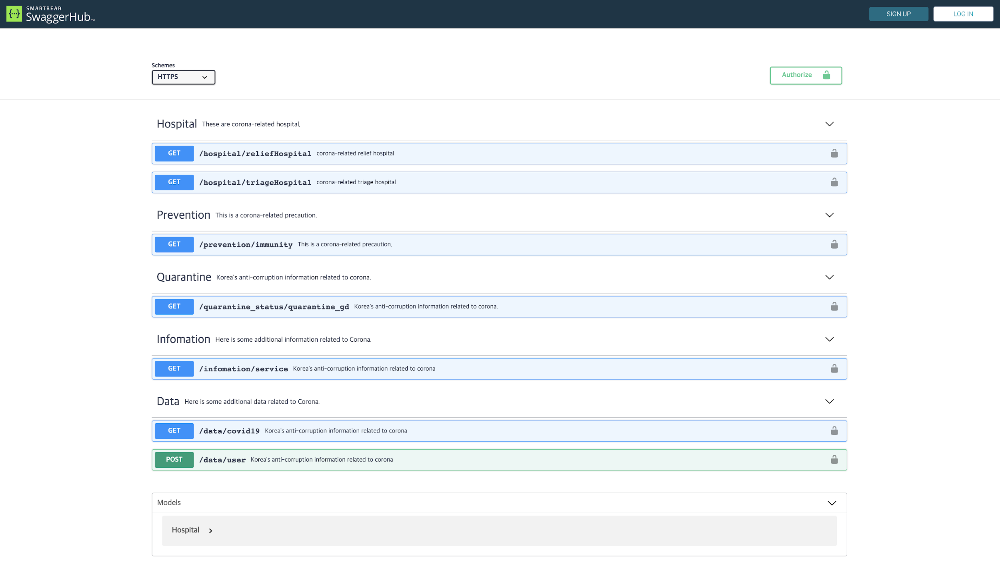 SMARTBEAR
SwaggerHub™
SIGN UP
LOG IN
Schemes
HTTPS
Authorize
Hospital These are corona-related hospital.
GET /hospital/reliefHospital corona-related relief hospital
GET /hospital/triageHospital corona-related triage hospital
Prevention This is a corona-related precaution.
GET /prevention/immunity This is a corona-related precaution.
Quarantine Korea's anti-corruption information related to corona.
GET /quarantine_status/quarantine_gd Korea's anti-corruption information related to corona.
Infomation Here is some additional information related to Corona.
GET /infomation/service Korea's anti-corruption information related to corona
Data Here is some additional data related to Corona.
GET /data/covid19 Korea's anti-corruption information related to corona
POST /data/user Korea's anti-corruption information related to corona
Models
Hospital